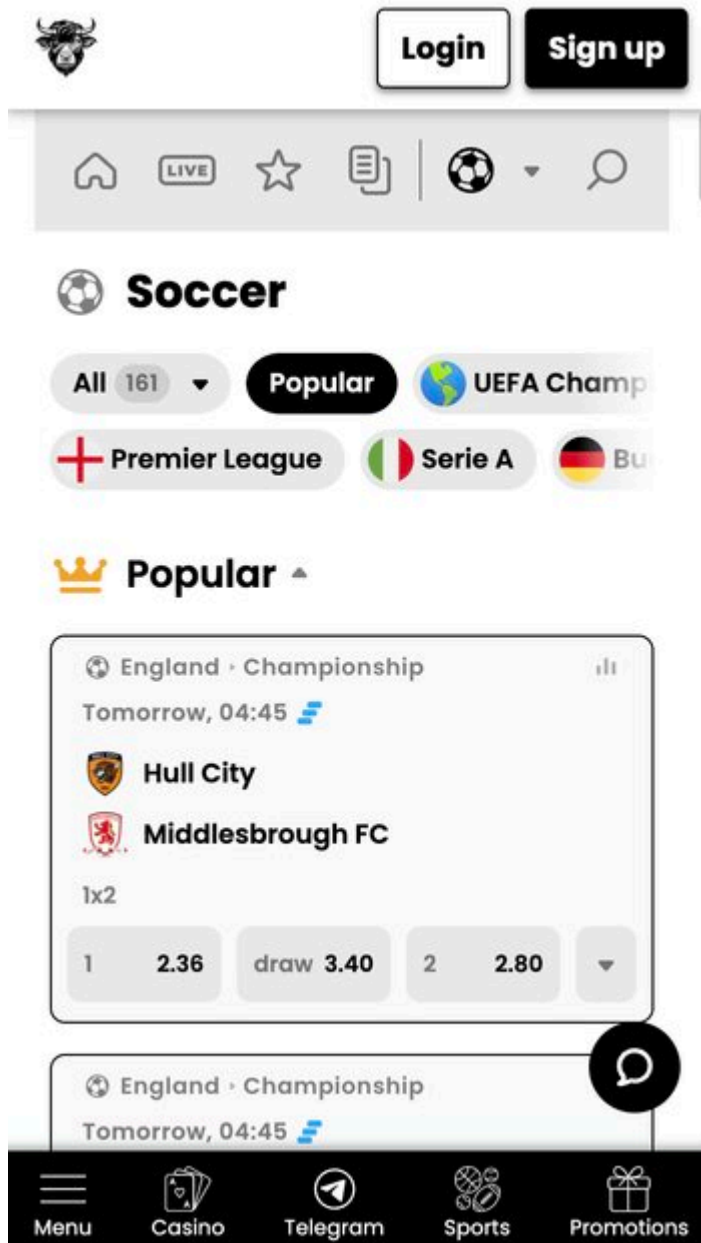 Login Sign up
LIVE
Soccer
All 161 Popular UEFA Champ
Premier League Serie A Bu
Popular
England Championship
Tomorrow, 04:45
Hull City
Middlesbrough FC
1x2
1 2.36 draw 3.40 2 2.80
England Championship
Tomorrow, 04:45
Menu Casino Telegram Sports Promotions